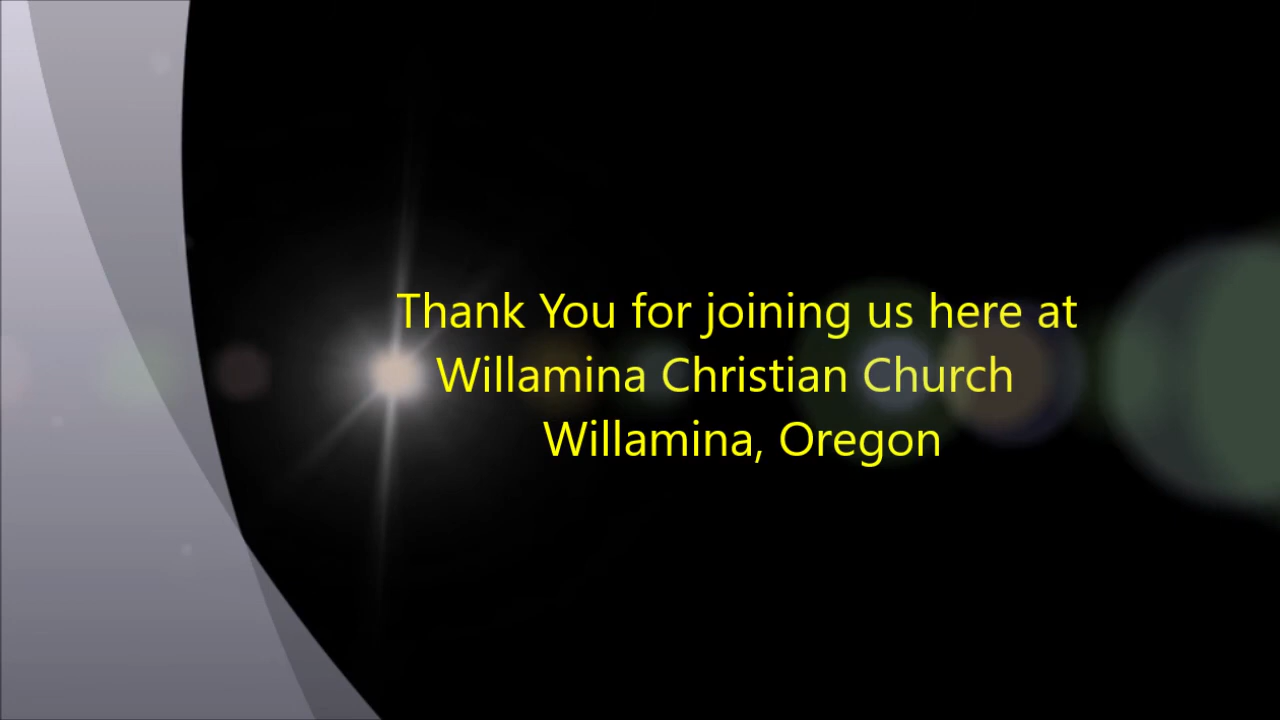 Thank You for joining us here at
Willamina Christian Church
Willamina, Oregon